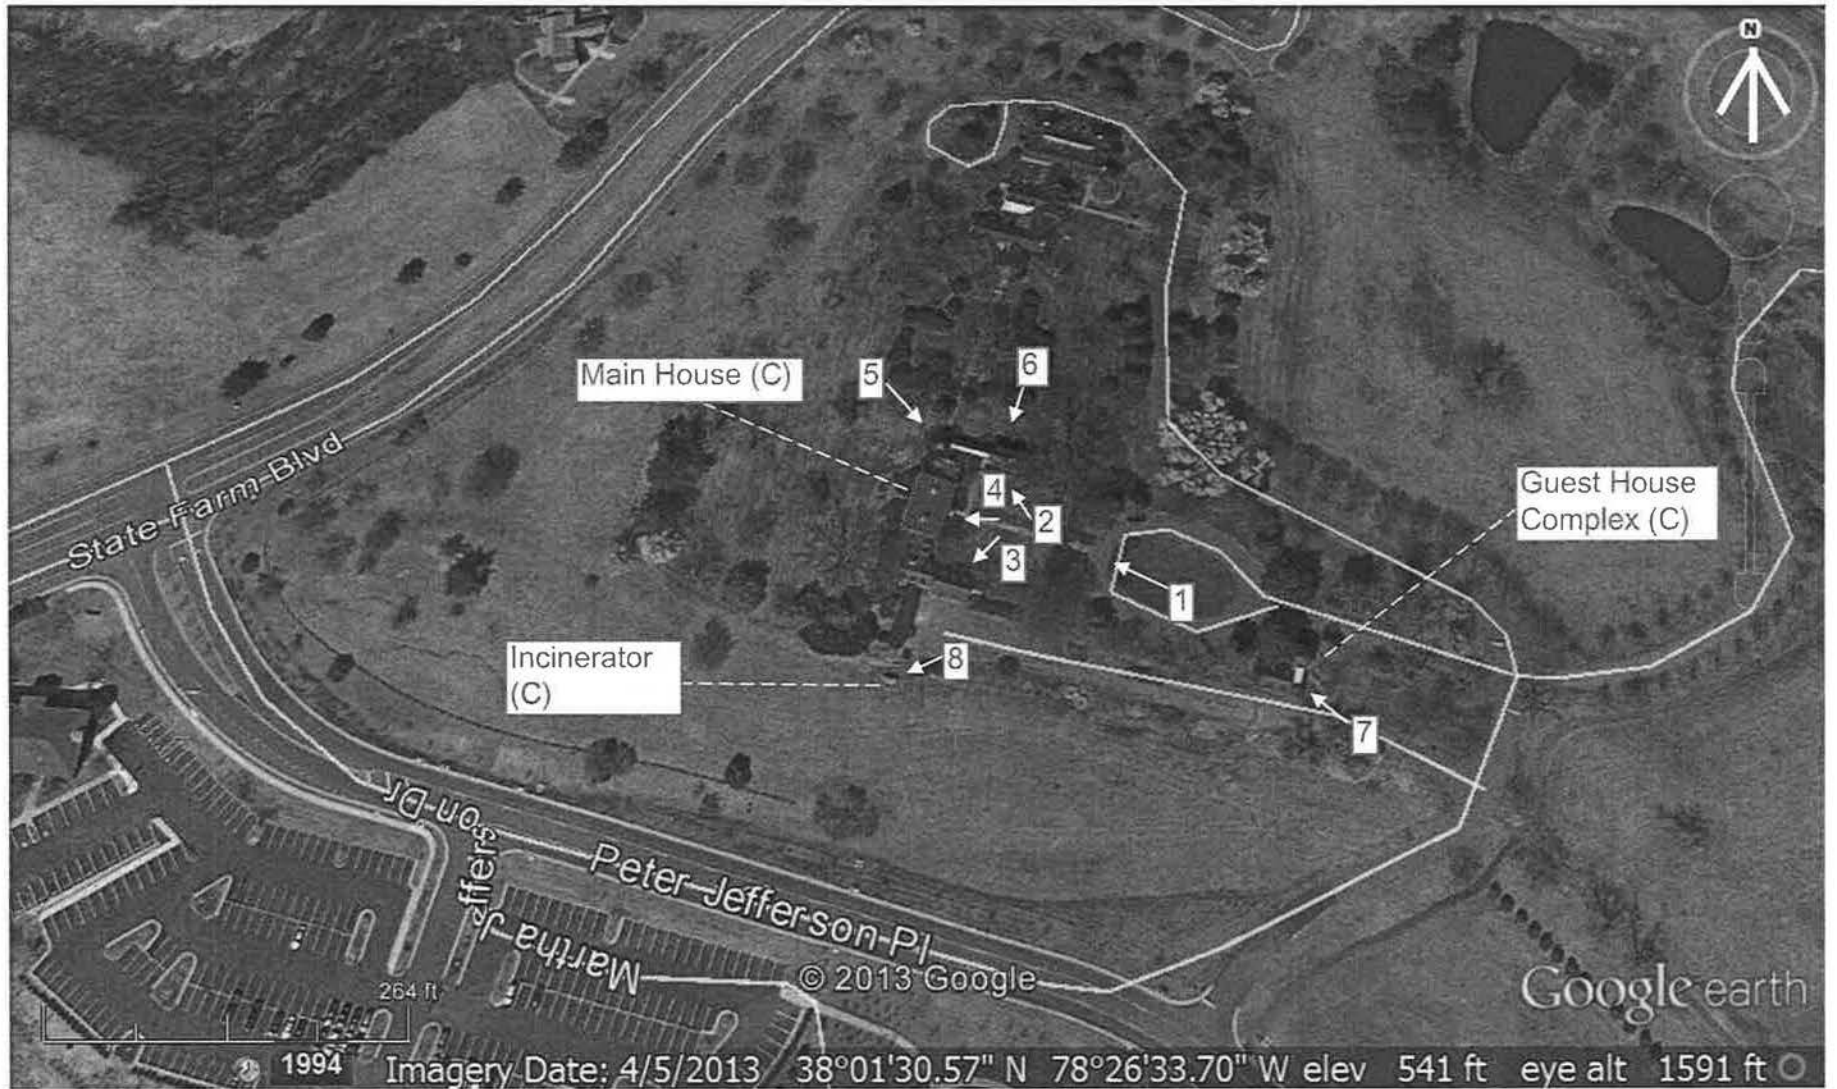 N
Main House (C)
5
6
State Farm Blvd
4
2
3
Guest House
Complex (C)
1
Incinerator
(C)
8
7
Jefferson Dr
Martha
Peter Jefferson Pl
© 2013 Google
Google earth
264 ft
1994
Imagery Date: 4/5/2013 38°01'30.57" N 78°26'33.70" W elev 541 ft eye alt 1591 ft